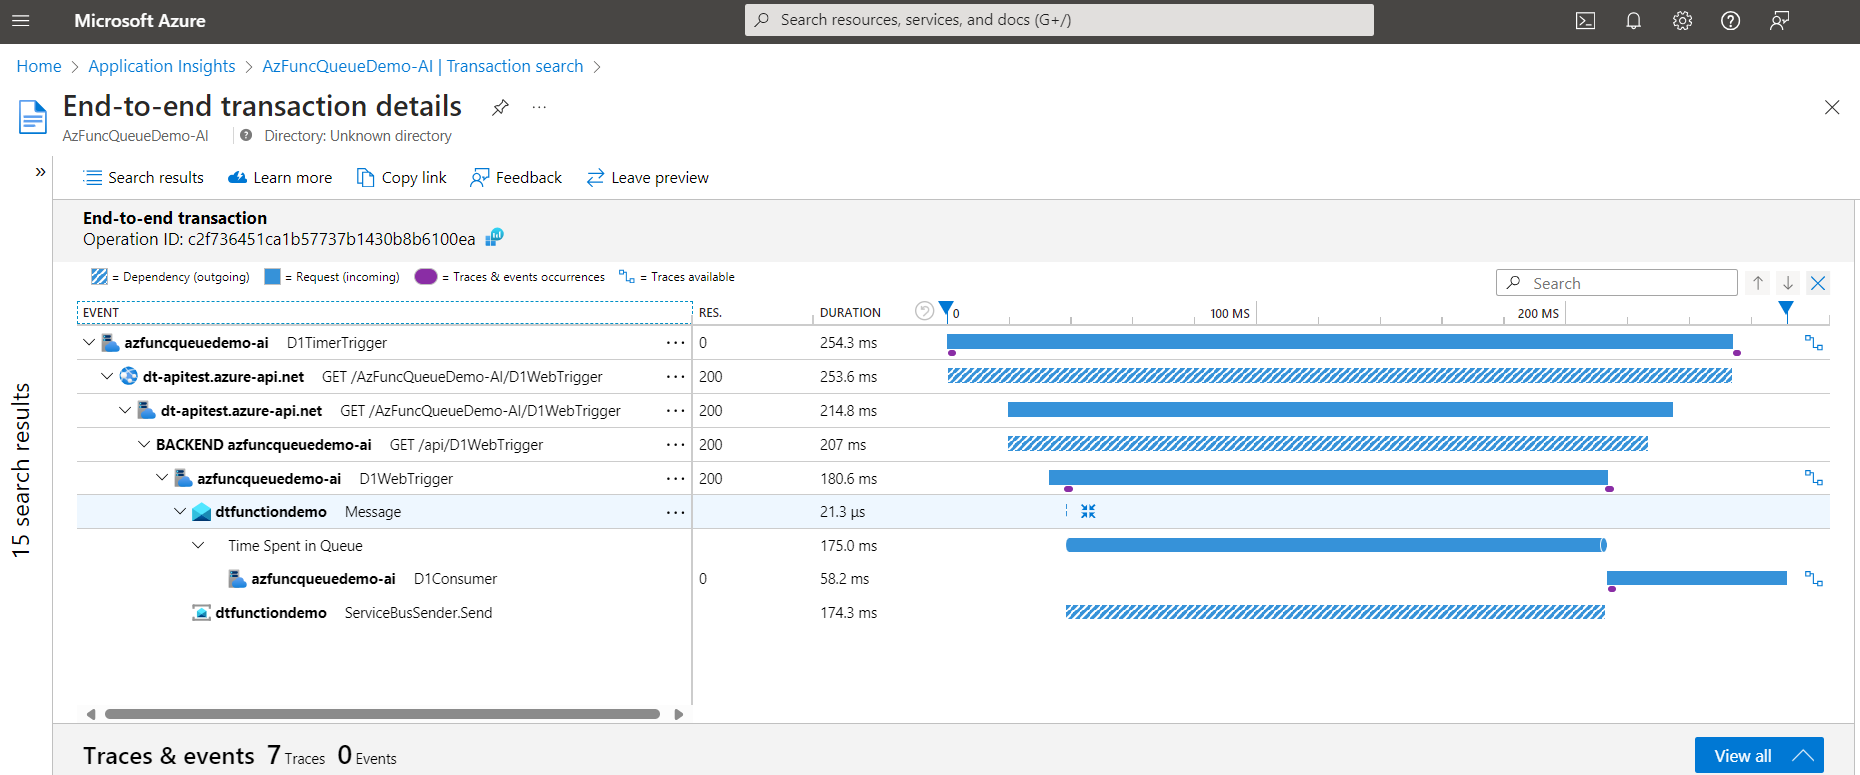 Microsoft Azure
Search resources, services, and docs (G+/)
Home > Application Insights > AzFuncQueueDemo-AI | Transaction search >
End-to-end transaction details
AzFuncQueueDemo-AI
Directory: Unknown directory
Search results
Learn more
Copy link
Feedback
Leave preview
15 search results
End-to-end transaction
Operation ID: c2f736451ca1b57737b1430b8b6100ea
= Dependency (outgoing) = Request (incoming) = Traces & events occurrences = Traces available
Search
EVENT RES. DURATION 0 100 MS 200 MS
azfuncqueuedemo-ai D1TimerTrigger ... 0 254.3 ms
dt-apitest.azure-api.net GET /AzFuncQueueDemo-AI/D1WebTrigger ... 200 253.6 ms
dt-apitest.azure-api.net GET /AzFuncQueueDemo-AI/D1WebTrigger ... 200 214.8 ms
BACKEND azfuncqueuedemo-ai GET /api/D1WebTrigger ... 200 207 ms
azfuncqueuedemo-ai D1WebTrigger ... 200 180.6 ms
dtfunctiondemo Message ... 21.3 µs
Time Spent in Queue 175.0 ms
azfuncqueuedemo-ai D1Consumer 0 58.2 ms
dtfunctiondemo ServiceBusSender.Send 174.3 ms
Traces & events 7 Traces 0 Events
View all